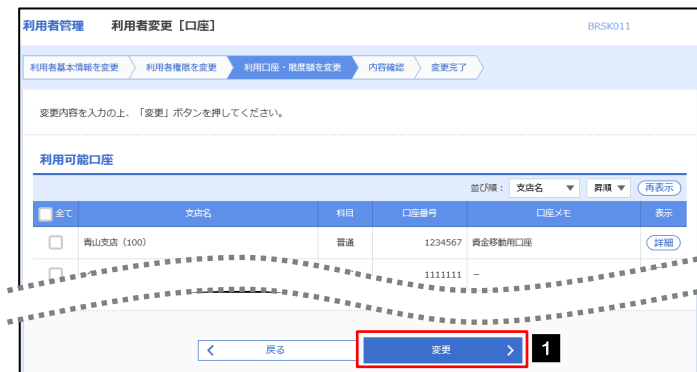 利用者管理 利用者変更［口座］ BRSK011
利用者基本情報を変更 利用者権限を変更 利用口座・限度額を変更 内容確認 変更完了
変更内容を入力の上、「変更」ボタンを押してください。
利用可能口座
並び順： 支店名 ▼ 昇順 ▼ 再表示
全て 支店名 科目 口座番号 口座メモ 表示
青山支店（100） 普通 1234567 資金移動用口座 詳細
1111111 －
戻る 変更 1